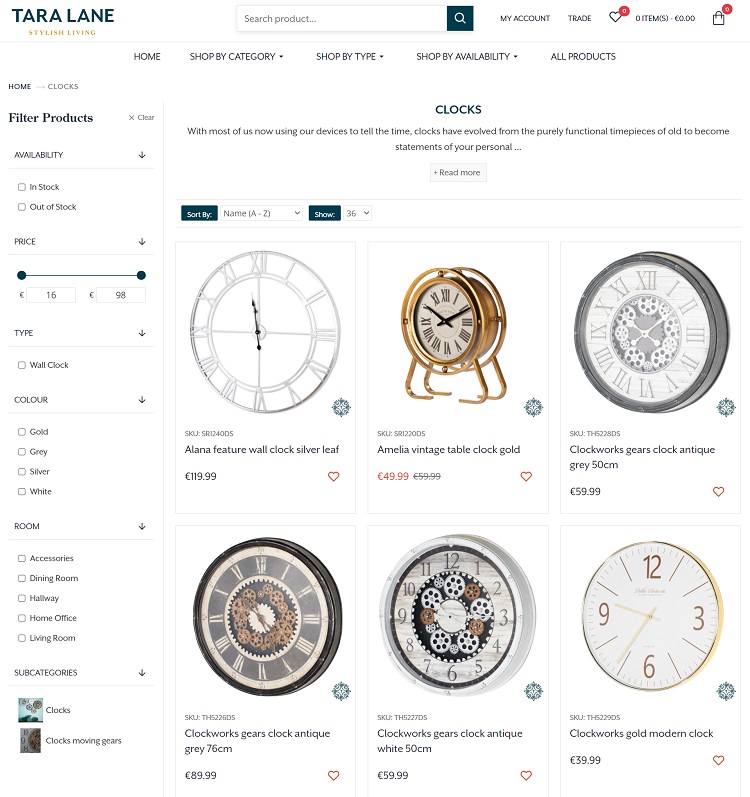 TARA LANE
STYLISH LIVING
Search product...
MY ACCOUNT
TRADE
0
0 ITEM(S) - €0.00
0
HOME
SHOP BY CATEGORY
SHOP BY TYPE
SHOP BY AVAILABILITY
ALL PRODUCTS
HOME
CLOCKS
Filter Products
× Clear
AVAILABILITY
In Stock
Out of Stock
PRICE
€ 16
€ 98
TYPE
Wall Clock
COLOUR
Gold
Grey
Silver
White
ROOM
Accessories
Dining Room
Hallway
Home Office
Living Room
SUBCATEGORIES
Clocks
Clocks moving gears
CLOCKS
With most of us now using our devices to tell the time, clocks have evolved from the purely functional timepieces of old to become
statements of your personal ...
+ Read more
Sort By:
Name (A - Z)
Show:
36
SKU: SR1240DS
Alana feature wall clock silver leaf
€119.99
SKU: SR1220DS
Amelia vintage table clock gold
€49.99 €59.99
SKU: TH5228DS
Clockworks gears clock antique
grey 50cm
€59.99
SKU: TH5226DS
Clockworks gears clock antique
grey 76cm
€89.99
SKU: TH5227DS
Clockworks gears clock antique
white 50cm
€59.99
12
3
6
9
SKU: TH5229DS
Clockworks gold modern clock
€39.99